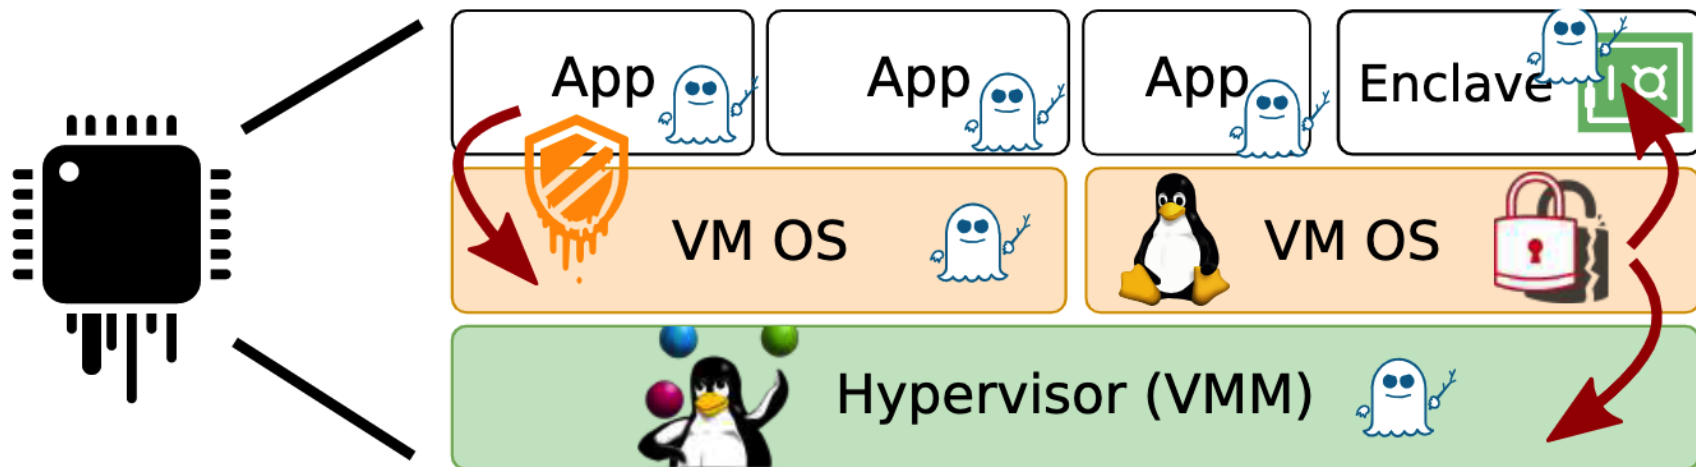 App
App
App
Enclave
VM OS
VM OS
Hypervisor (VMM)